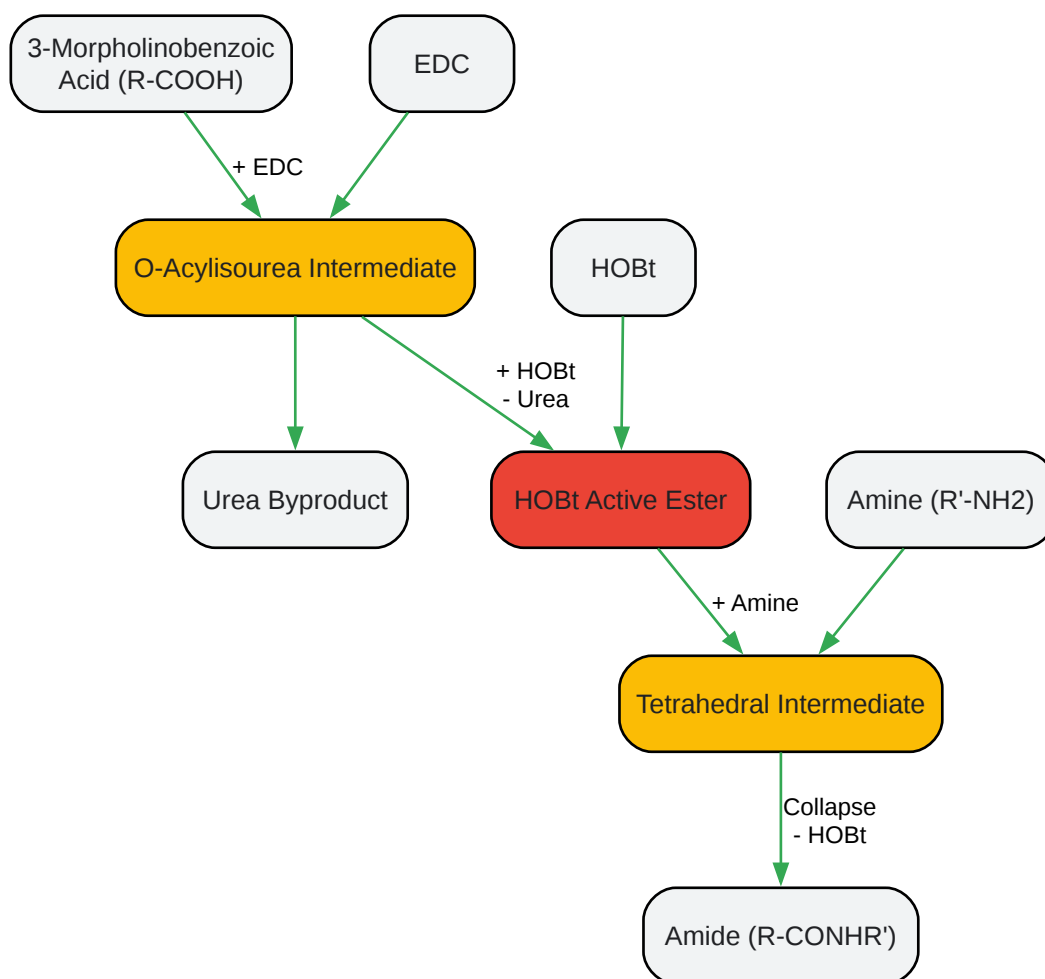 3-Morpholinobenzoic
Acid (R-COOH)
EDC
+ EDC
O-Acylisourea Intermediate
HOBt
+ HOBt
- Urea
Urea Byproduct
HOBt Active Ester
Amine (R'-NH2)
+ Amine
Tetrahedral Intermediate
Collapse
- HOBt
Amide (R-CONHR')